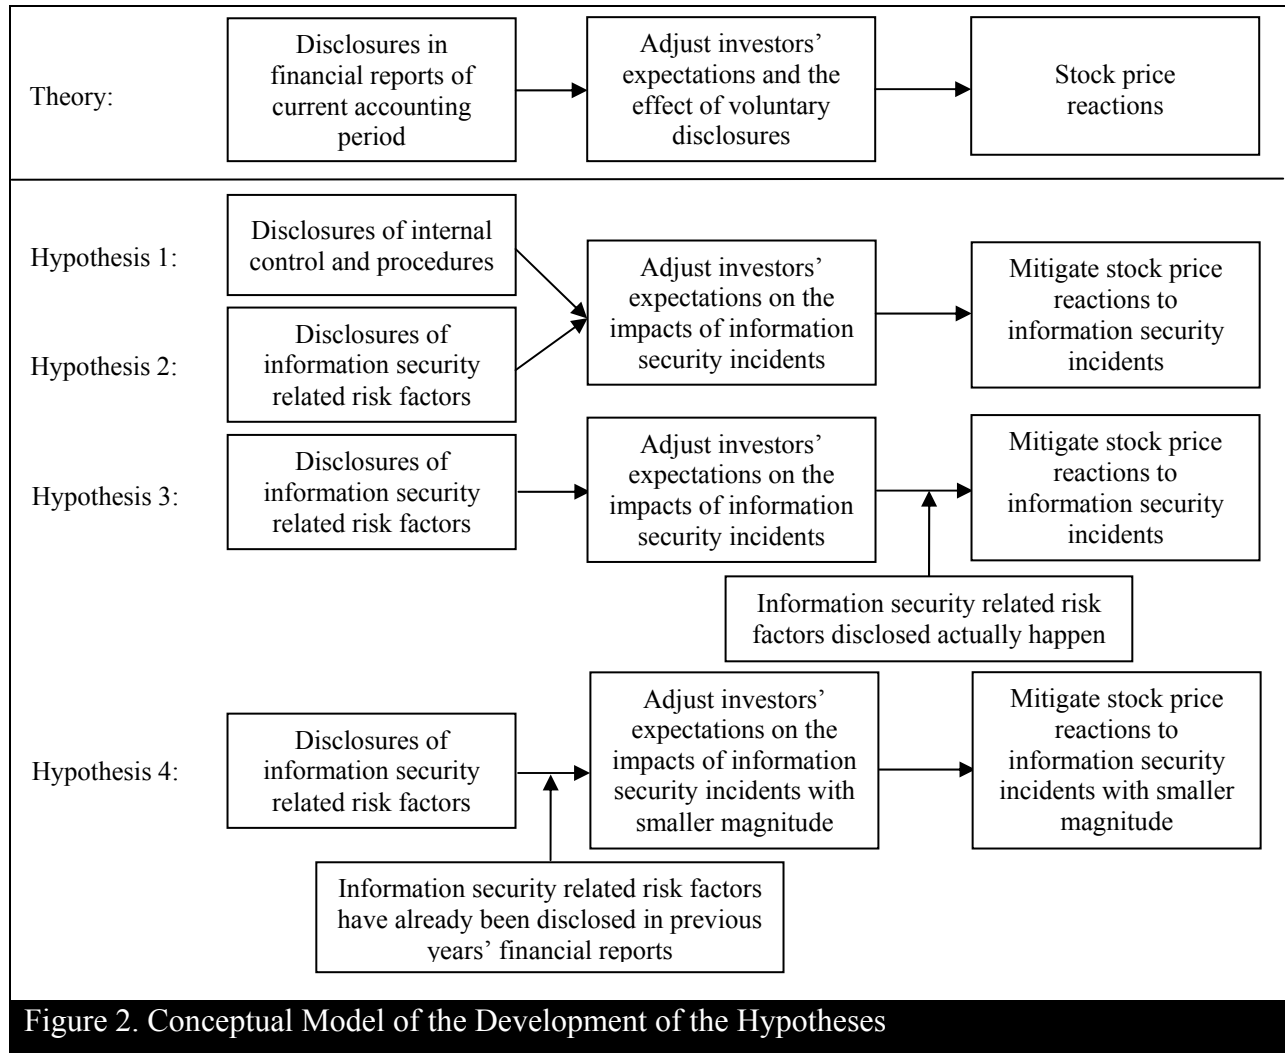 Theory:
Disclosures in
financial reports of
current accounting
period
Adjust investors’
expectations and the
effect of voluntary
disclosures
Stock price
reactions
Hypothesis 1:
Disclosures of internal
control and procedures
Hypothesis 2:
Disclosures of
information security
related risk factors
Adjust investors’
expectations on the
impacts of information
security incidents
Mitigate stock price
reactions to
information security
incidents
Hypothesis 3:
Disclosures of
information security
related risk factors
Adjust investors’
expectations on the
impacts of information
security incidents
Mitigate stock price
reactions to
information security
incidents
Information security related risk
factors disclosed actually happen
Hypothesis 4:
Disclosures of
information security
related risk factors
Adjust investors’
expectations on the
impacts of information
security incidents with
smaller magnitude
Mitigate stock price
reactions to
information security
incidents with smaller
magnitude
Information security related risk factors
have already been disclosed in previous
years’ financial reports
Figure 2. Conceptual Model of the Development of the Hypotheses